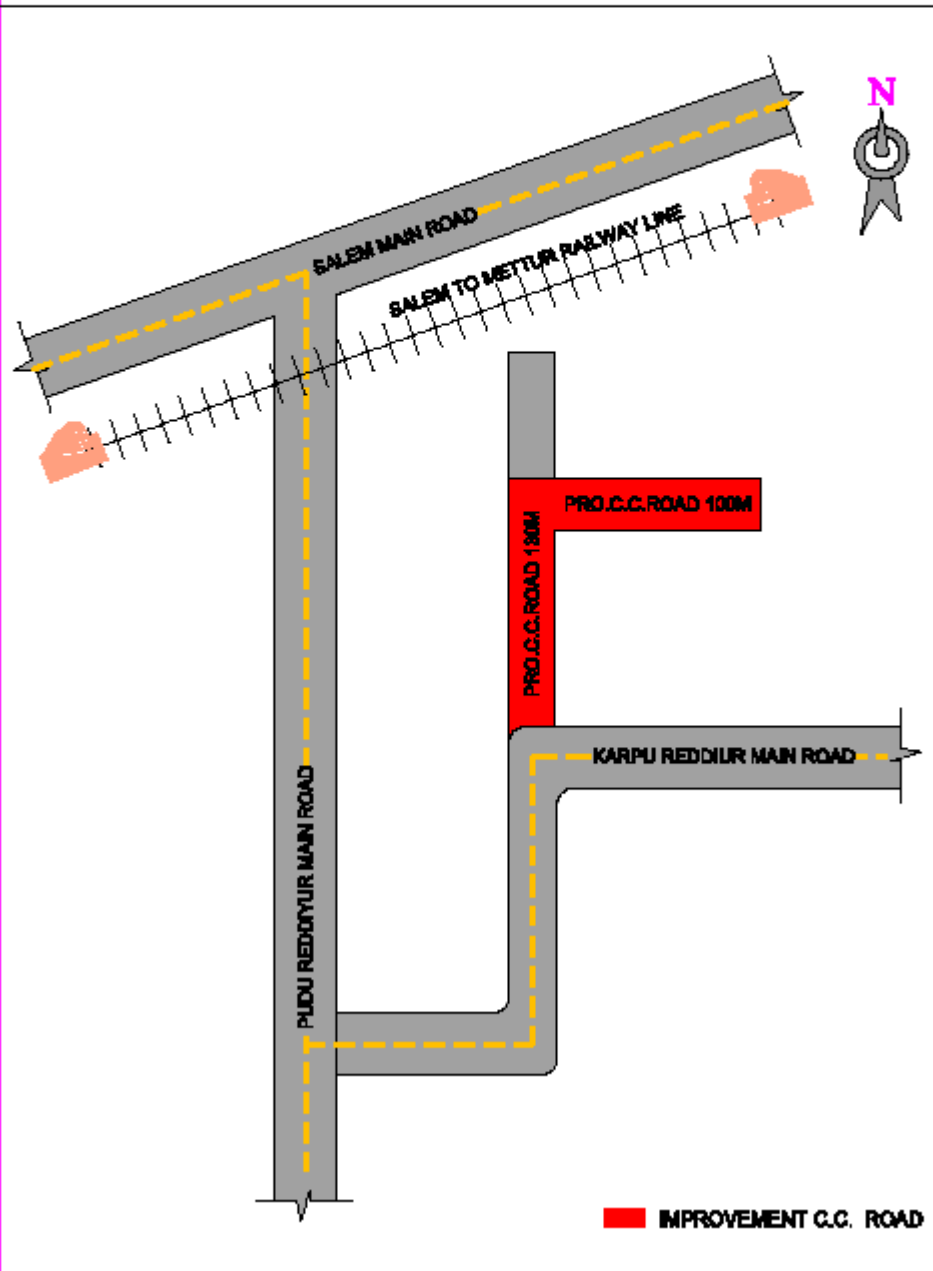 N
SALEM MAIN ROAD
SALEM TO METTUR RAILWAY LINE
PRO.C.C.ROAD 100M
PRO.C.C.ROAD
KARPU REDDIUR MAIN ROAD
PUDU REDDIYUR MAIN ROAD
IMPROVEMENT C.C. ROAD